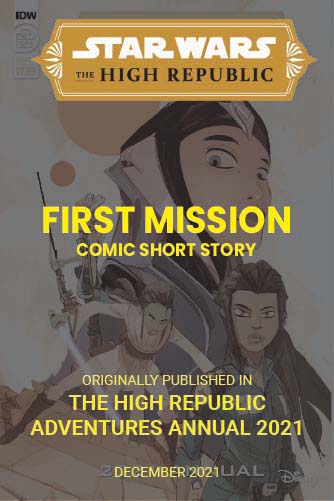 IDW
STAR WARS
THE HIGH REPUBLIC
FIRST MISSION
COMIC SHORT STORY
ORIGINALLY PUBLISHED IN
THE HIGH REPUBLIC
ADVENTURES ANNUAL 2021
DECEMBER 2021
Disney